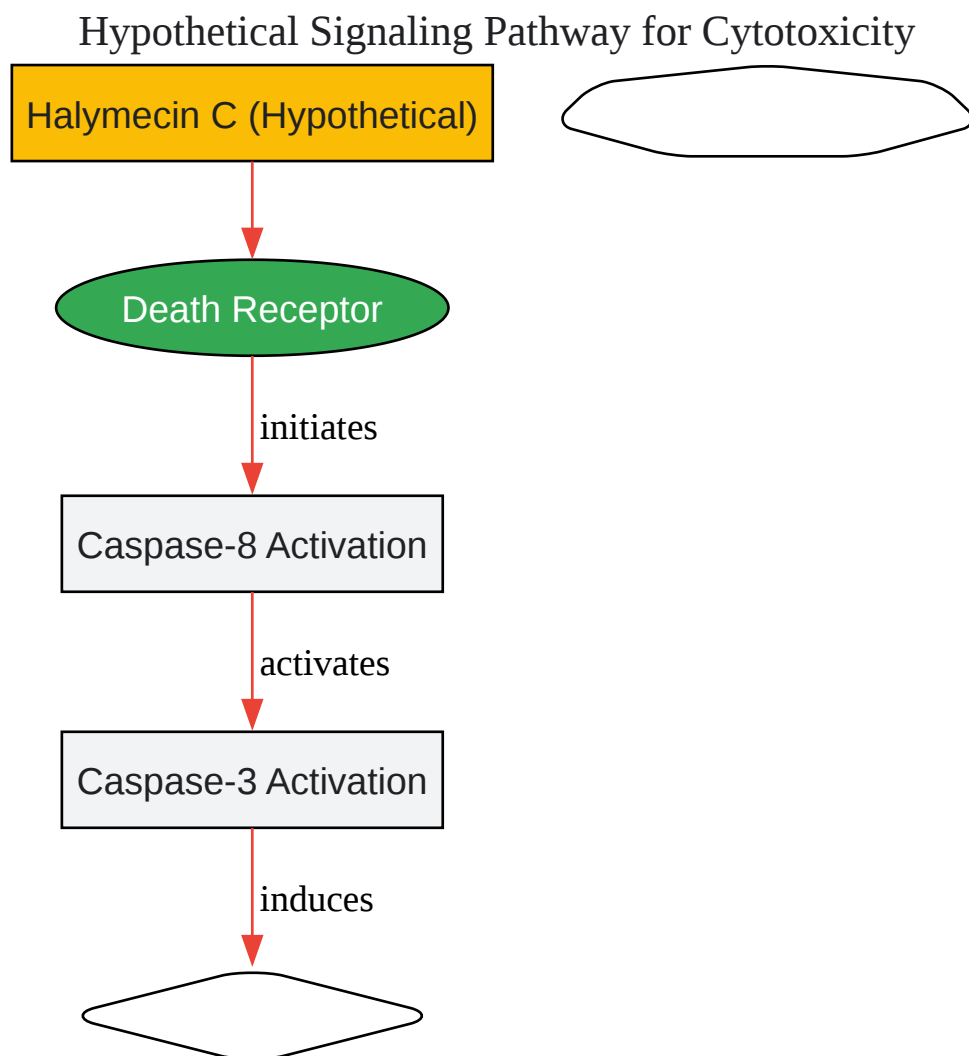 Hypothetical Signaling Pathway for Cytotoxicity
Halymecin C (Hypothetical)
Death Receptor
initiates
Caspase-8 Activation
activates
Caspase-3 Activation
induces